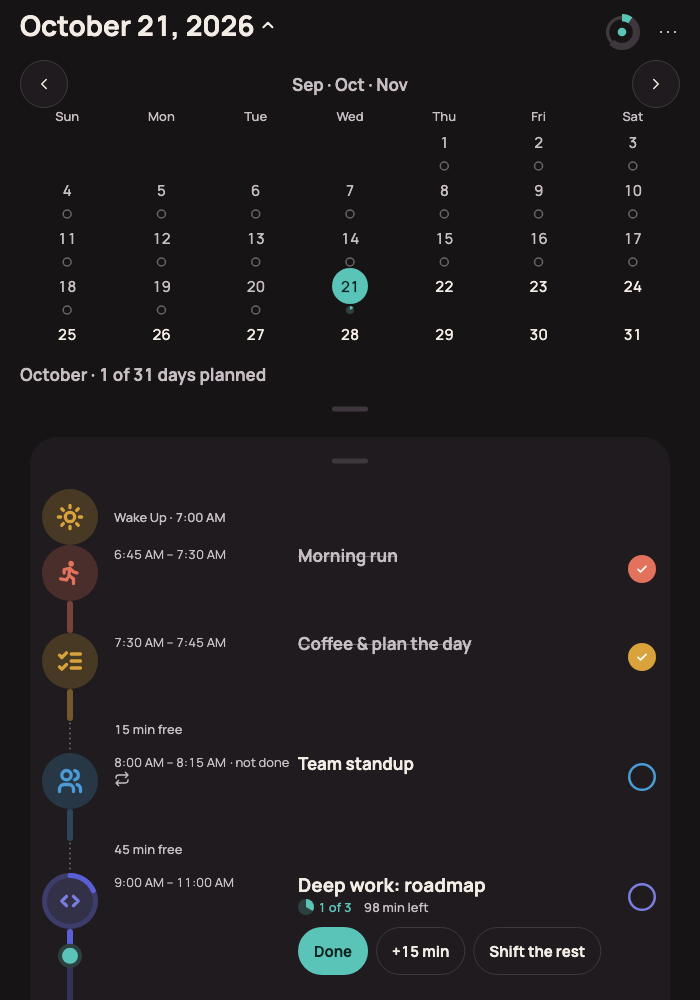 October 21, 2026
Sep · Oct · Nov
Sun Mon Tue Wed Thu Fri Sat
1 2 3
4 5 6 7 8 9 10
11 12 13 14 15 16 17
18 19 20 21 22 23 24
25 26 27 28 29 30 31
October · 1 of 31 days planned
Wake Up · 7:00 AM
6:45 AM – 7:30 AM Morning run
7:30 AM – 7:45 AM Coffee & plan the day
15 min free
8:00 AM – 8:15 AM · not done Team standup
45 min free
9:00 AM – 11:00 AM Deep work: roadmap
1 of 3 98 min left
Done +15 min Shift the rest